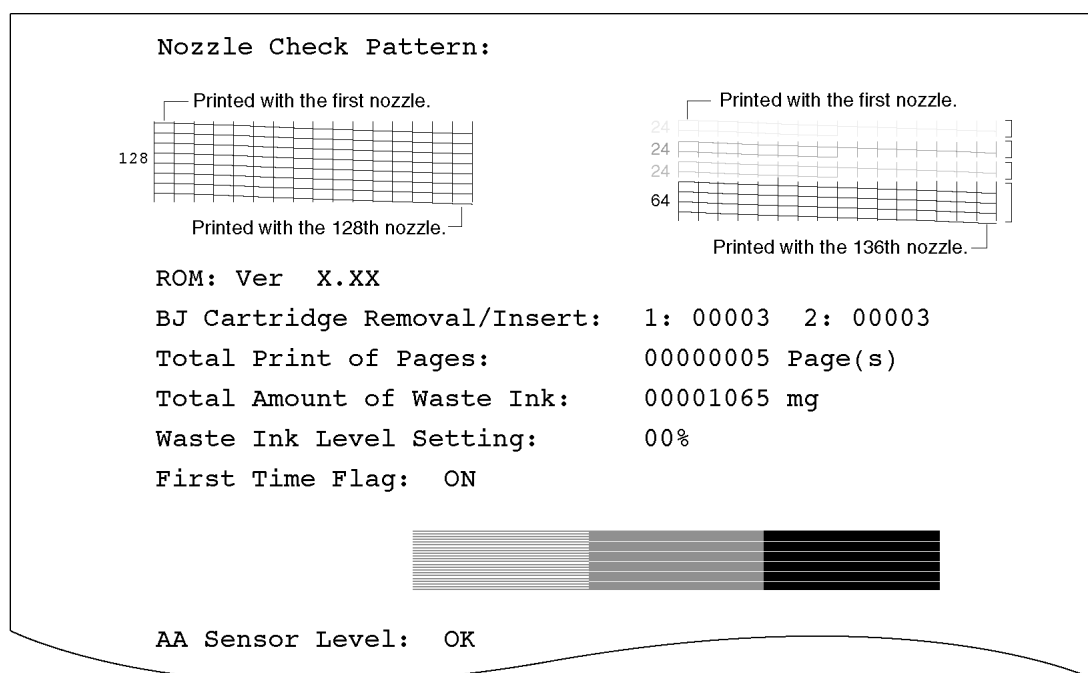 Nozzle Check Pattern:
Printed with the first nozzle.
128
Printed with the 128th nozzle.
Printed with the first nozzle.
24
24
24
64
Printed with the 136th nozzle.
ROM: Ver X.XX
BJ Cartridge Removal/Insert: 1: 00003 2: 00003
Total Print of Pages: 00000005 Page(s)
Total Amount of Waste Ink: 00001065 mg
Waste Ink Level Setting: 00%
First Time Flag: ON
AA Sensor Level: OK